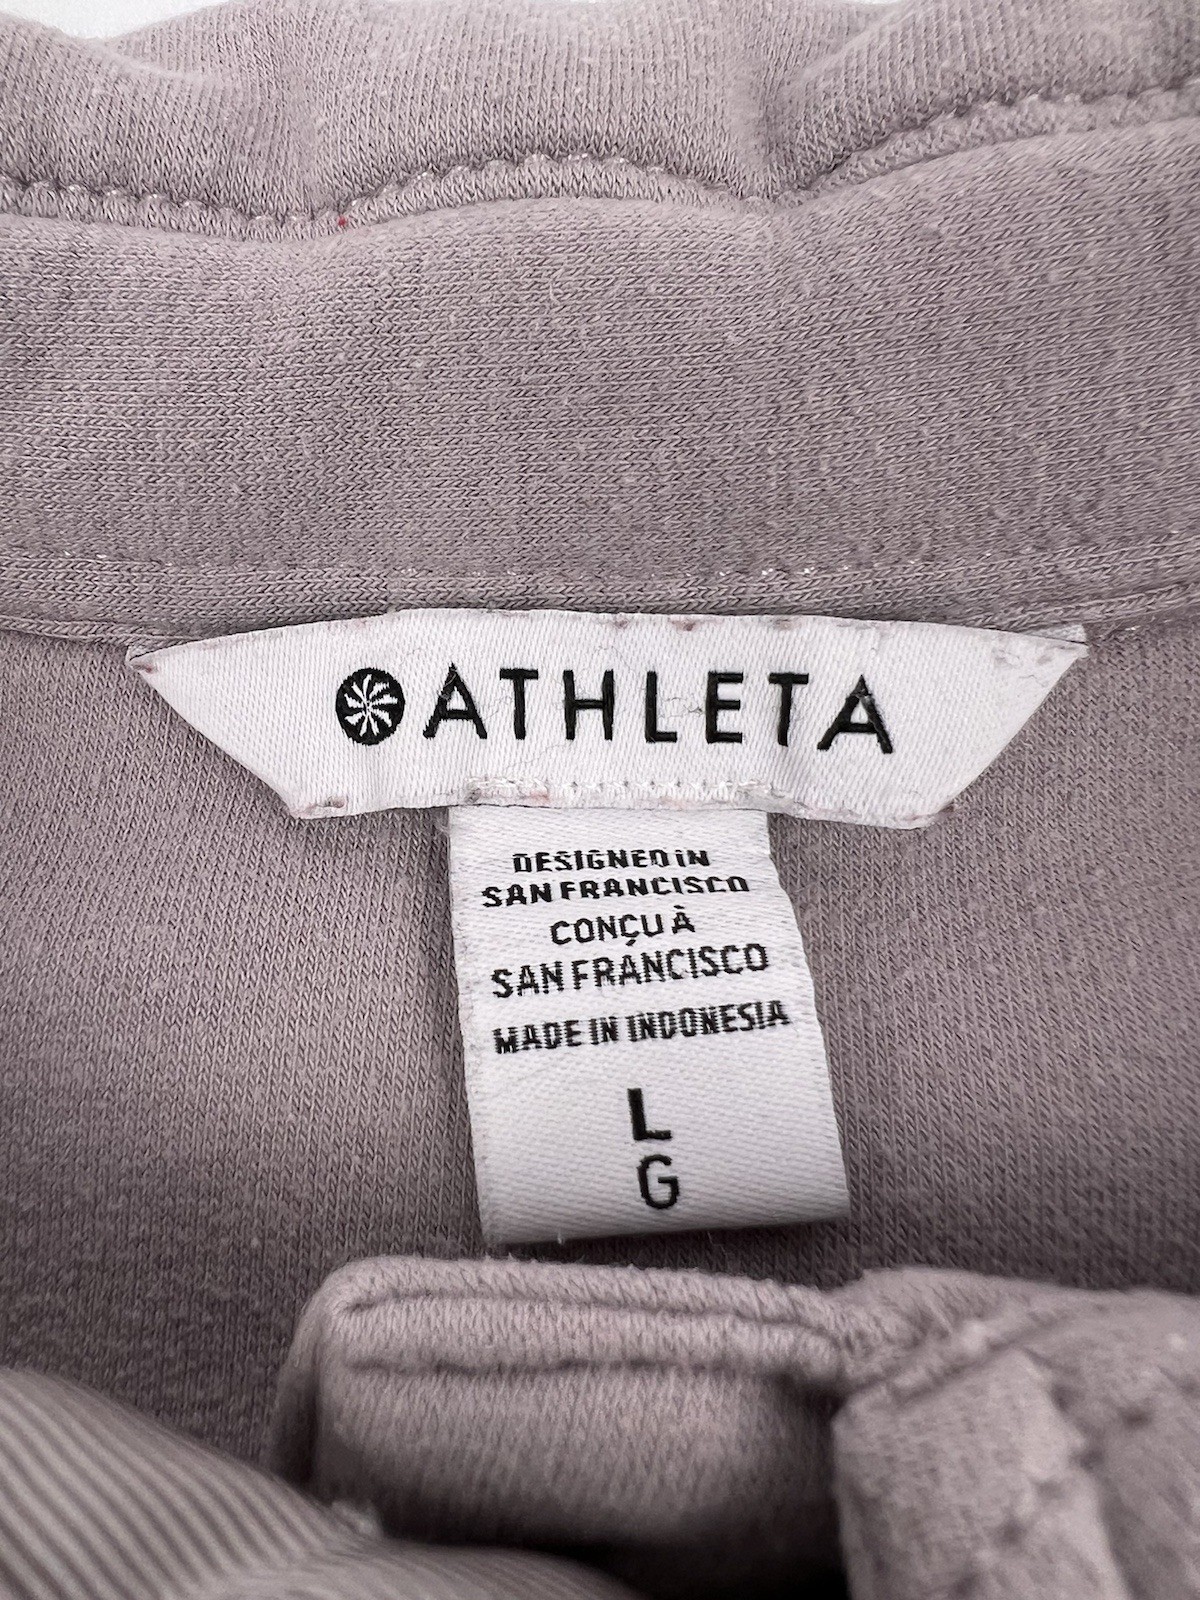 ATHLETA
DESIGNED IN
SAN FRANCISCO
CONÇU À
SAN FRANCISCO
MADE IN INDONESIA
L
G